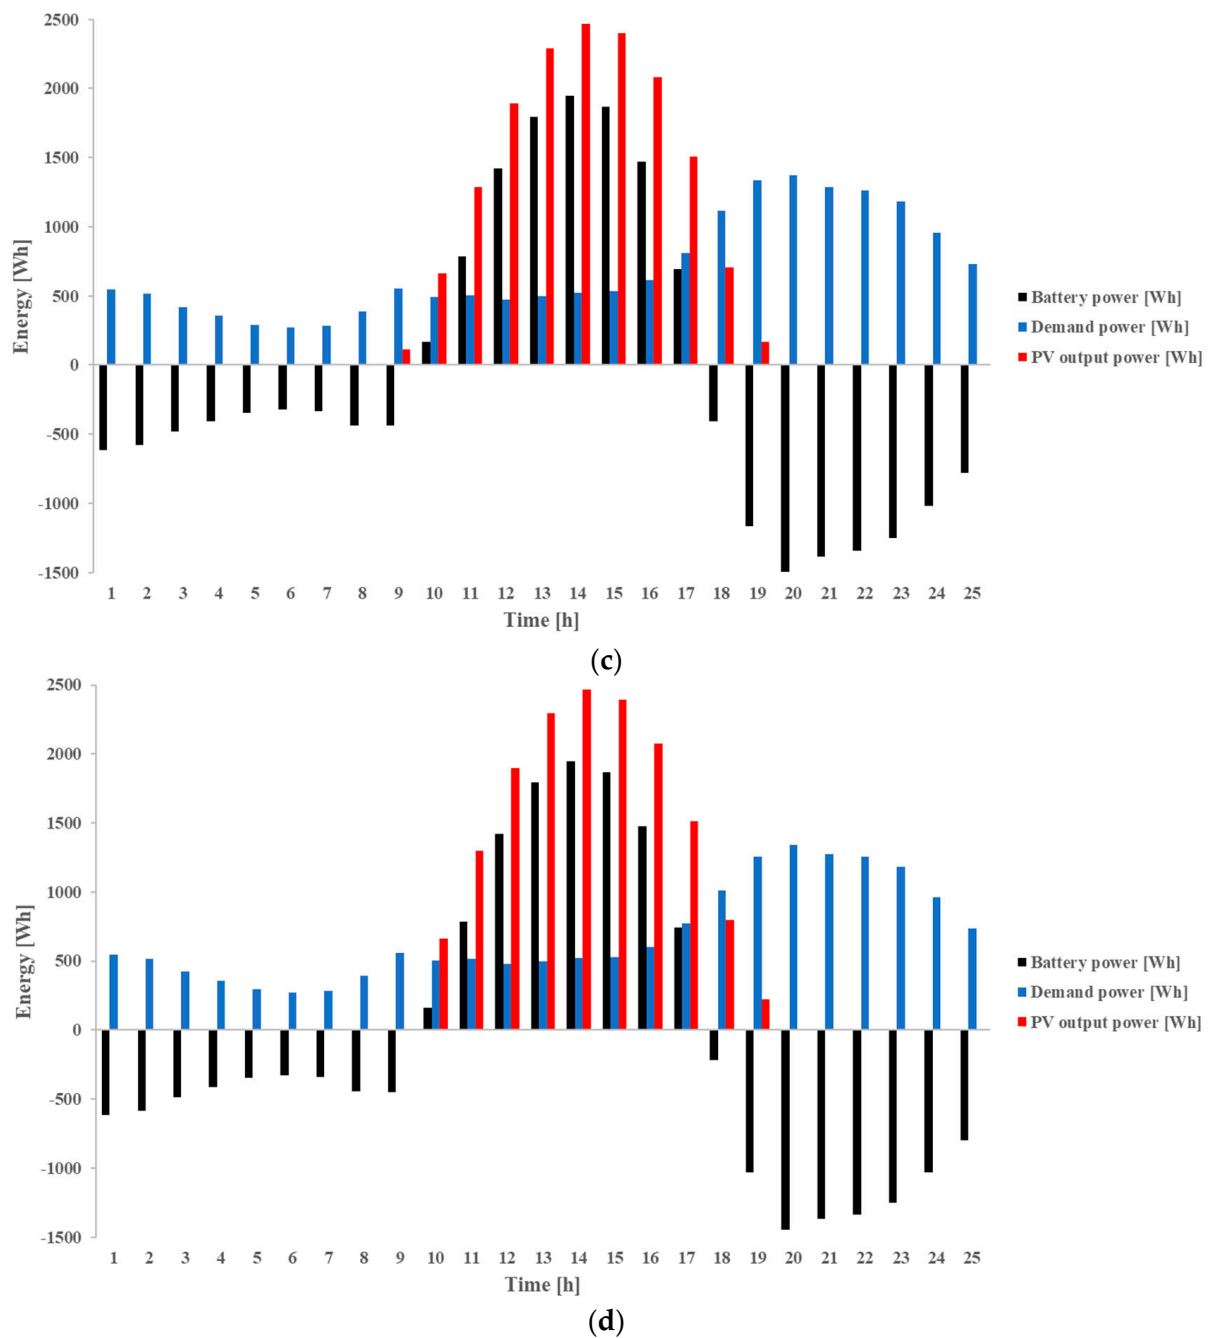 2500
2000
1500
1000
500
0
-500
-1000
-1500
Energy [Wh]
1 2 3 4 5 6 7 8 9 10 11 12 13 14 15 16 17 18 19 20 21 22 23 24 25
Time [h]
Battery power [Wh]
Demand power [Wh]
PV output power [Wh]
(c)
2500
2000
1500
1000
500
0
-500
-1000
-1500
Energy [Wh]
1 2 3 4 5 6 7 8 9 10 11 12 13 14 15 16 17 18 19 20 21 22 23 24 25
Time [h]
Battery power [Wh]
Demand power [Wh]
PV output power [Wh]
(d)